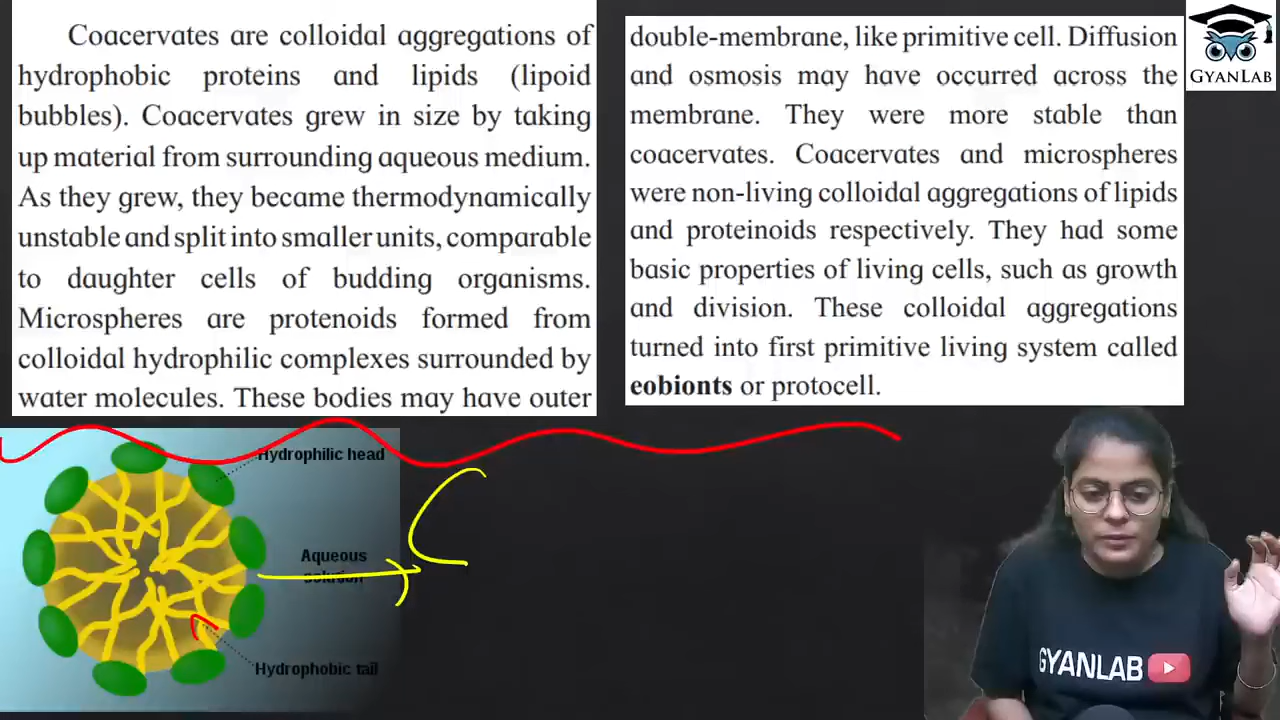 Coacervates are colloidal aggregations of
hydrophobic proteins and lipids (lipoid
bubbles). Coacervates grew in size by taking
up material from surrounding aqueous medium.
As they grew, they became thermodynamically
unstable and split into smaller units, comparable
to daughter cells of budding organisms.
Microspheres are protenoids formed from
colloidal hydrophilic complexes surrounded by
water molecules. These bodies may have outer
double-membrane, like primitive cell. Diffusion
and osmosis may have occurred across the
membrane. They were more stable than
coacervates. Coacervates and microspheres
were non-living colloidal aggregations of lipids
and proteinoids respectively. They had some
basic properties of living cells, such as growth
and division. These colloidal aggregations
turned into first primitive living system called
eobionts or protocell.
GYANLAB
Hydrophilic head
Aqueous
solution
Hydrophobic tail
GYANLAB